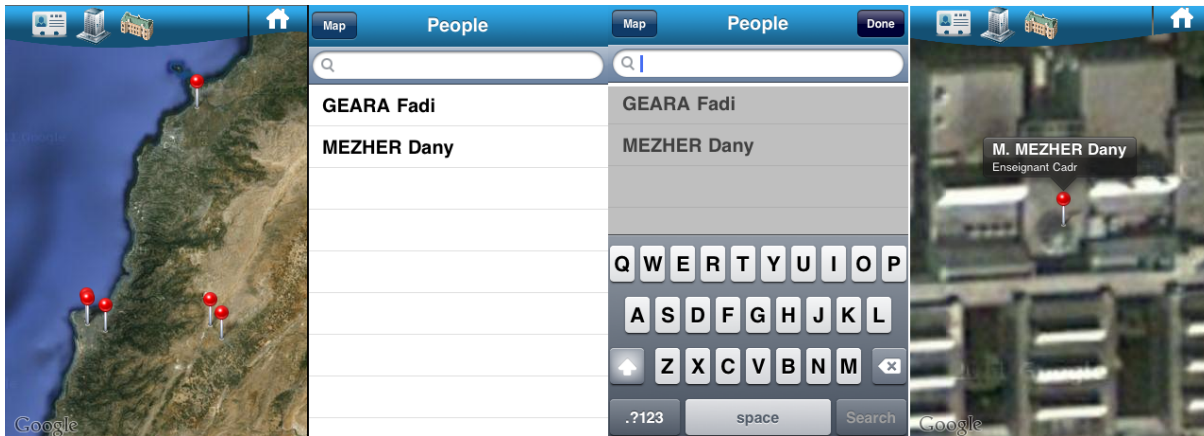 Google
Map
People
GEARA Fadi
MEZHER Dany
Map
People
Done
GEARA Fadi
MEZHER Dany
Q W E R T Y U I O P
A S D F G H J K L
Z X C V B N M
.?123
space
Search
M. MEZHER Dany
Enseignant Cadr
Google